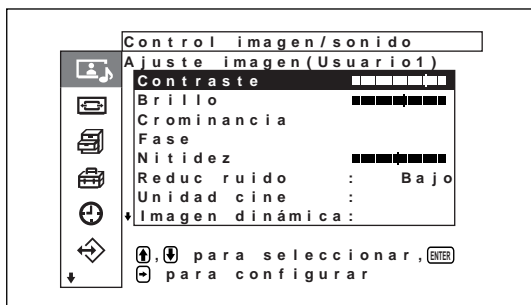 Control imagen/sonido
Ajuste imagen(Usuario1)
Contraste
Brillo
Crominancia
Fase
Nitidez
Reduc ruido : Bajo
Unidad cine :
Imagen dinámica:
, para seleccionar, ENTER
para configurar